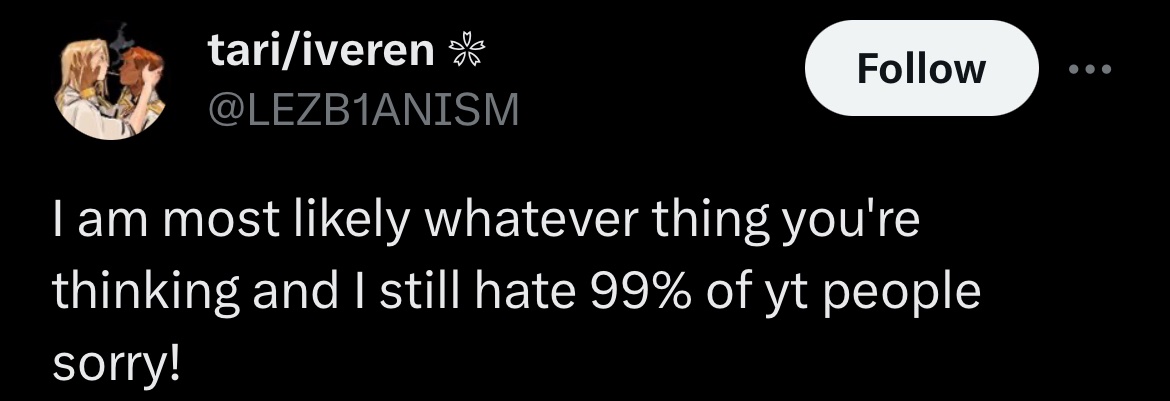 tari/iveren
Follow
@LEZB1ANISM
I am most likely whatever thing you're
thinking and I still hate 99% of yt people
sorry!